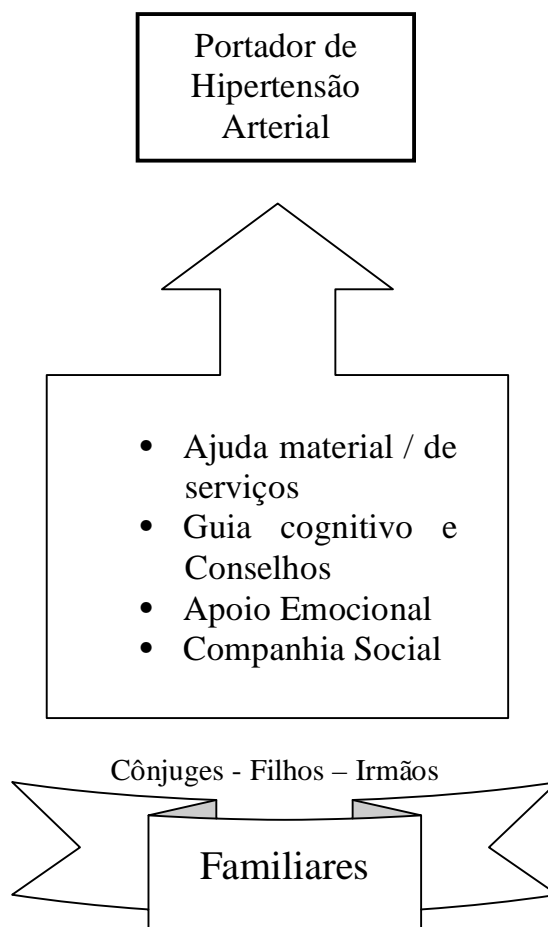 Portador de
Hipertensão
Arterial
• Ajuda material / de
serviços
• Guia cognitivo e
Conselhos
• Apoio Emocional
• Companhia Social
Cônjuges - Filhos – Irmãos
Familiares